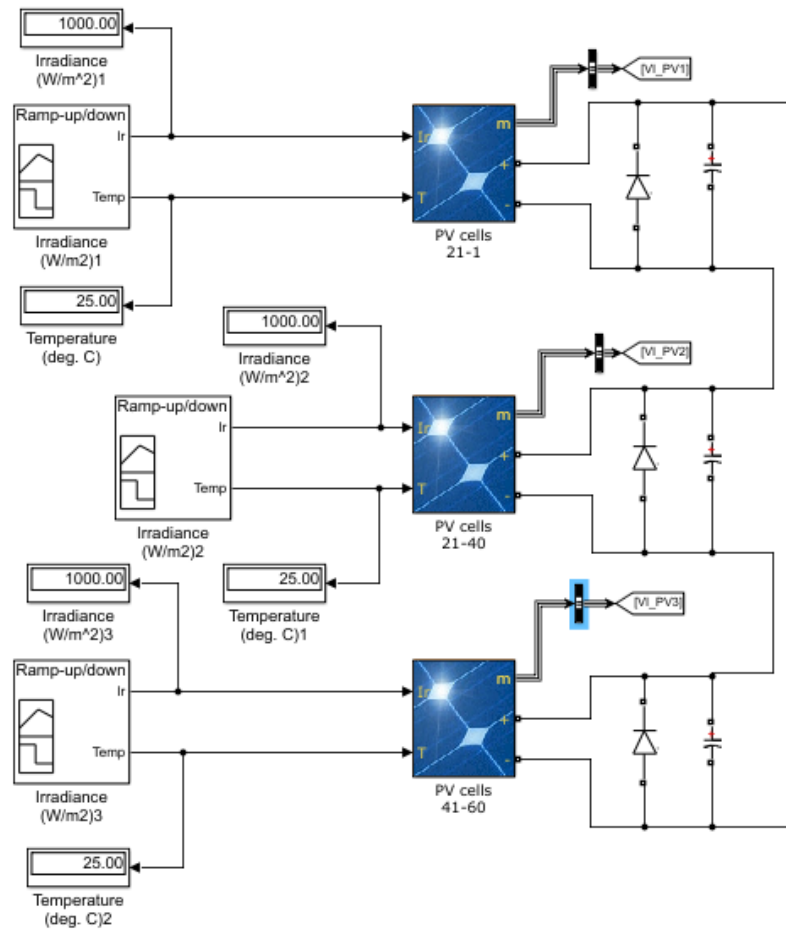 1000.00
Irradiance
(W/m^2)1
Ramp-up/down
Ir
Temp
Irradiance
(W/m2)1
25.00
Temperature
(deg. C)
Ir
T
m
+
-
PV cells
21-1
[VI_PV1]
1000.00
Irradiance
(W/m^2)2
Ramp-up/down
Ir
Temp
Irradiance
(W/m2)2
25.00
Temperature
(deg. C)1
Ir
T
m
+
-
PV cells
21-40
[VI_PV2]
1000.00
Irradiance
(W/m^2)3
Ramp-up/down
Ir
Temp
Irradiance
(W/m2)3
25.00
Temperature
(deg. C)2
Ir
T
m
+
-
PV cells
41-60
[VI_PV3]
+
+
+